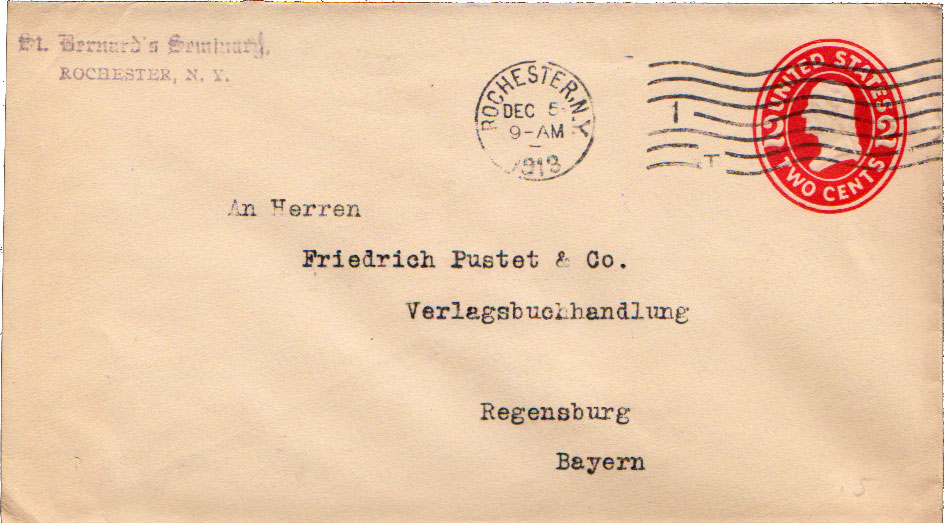 St. Bernard's Seminary,
ROCHESTER, N. Y.
ROCHESTER, N.Y.
DEC 5
9-AM
1913
1
T
UNITED STATES
2 2
TWO CENTS
An Herren
Friedrich Pustet & Co.
Verlagsbuchhandlung
Regensburg
Bayern